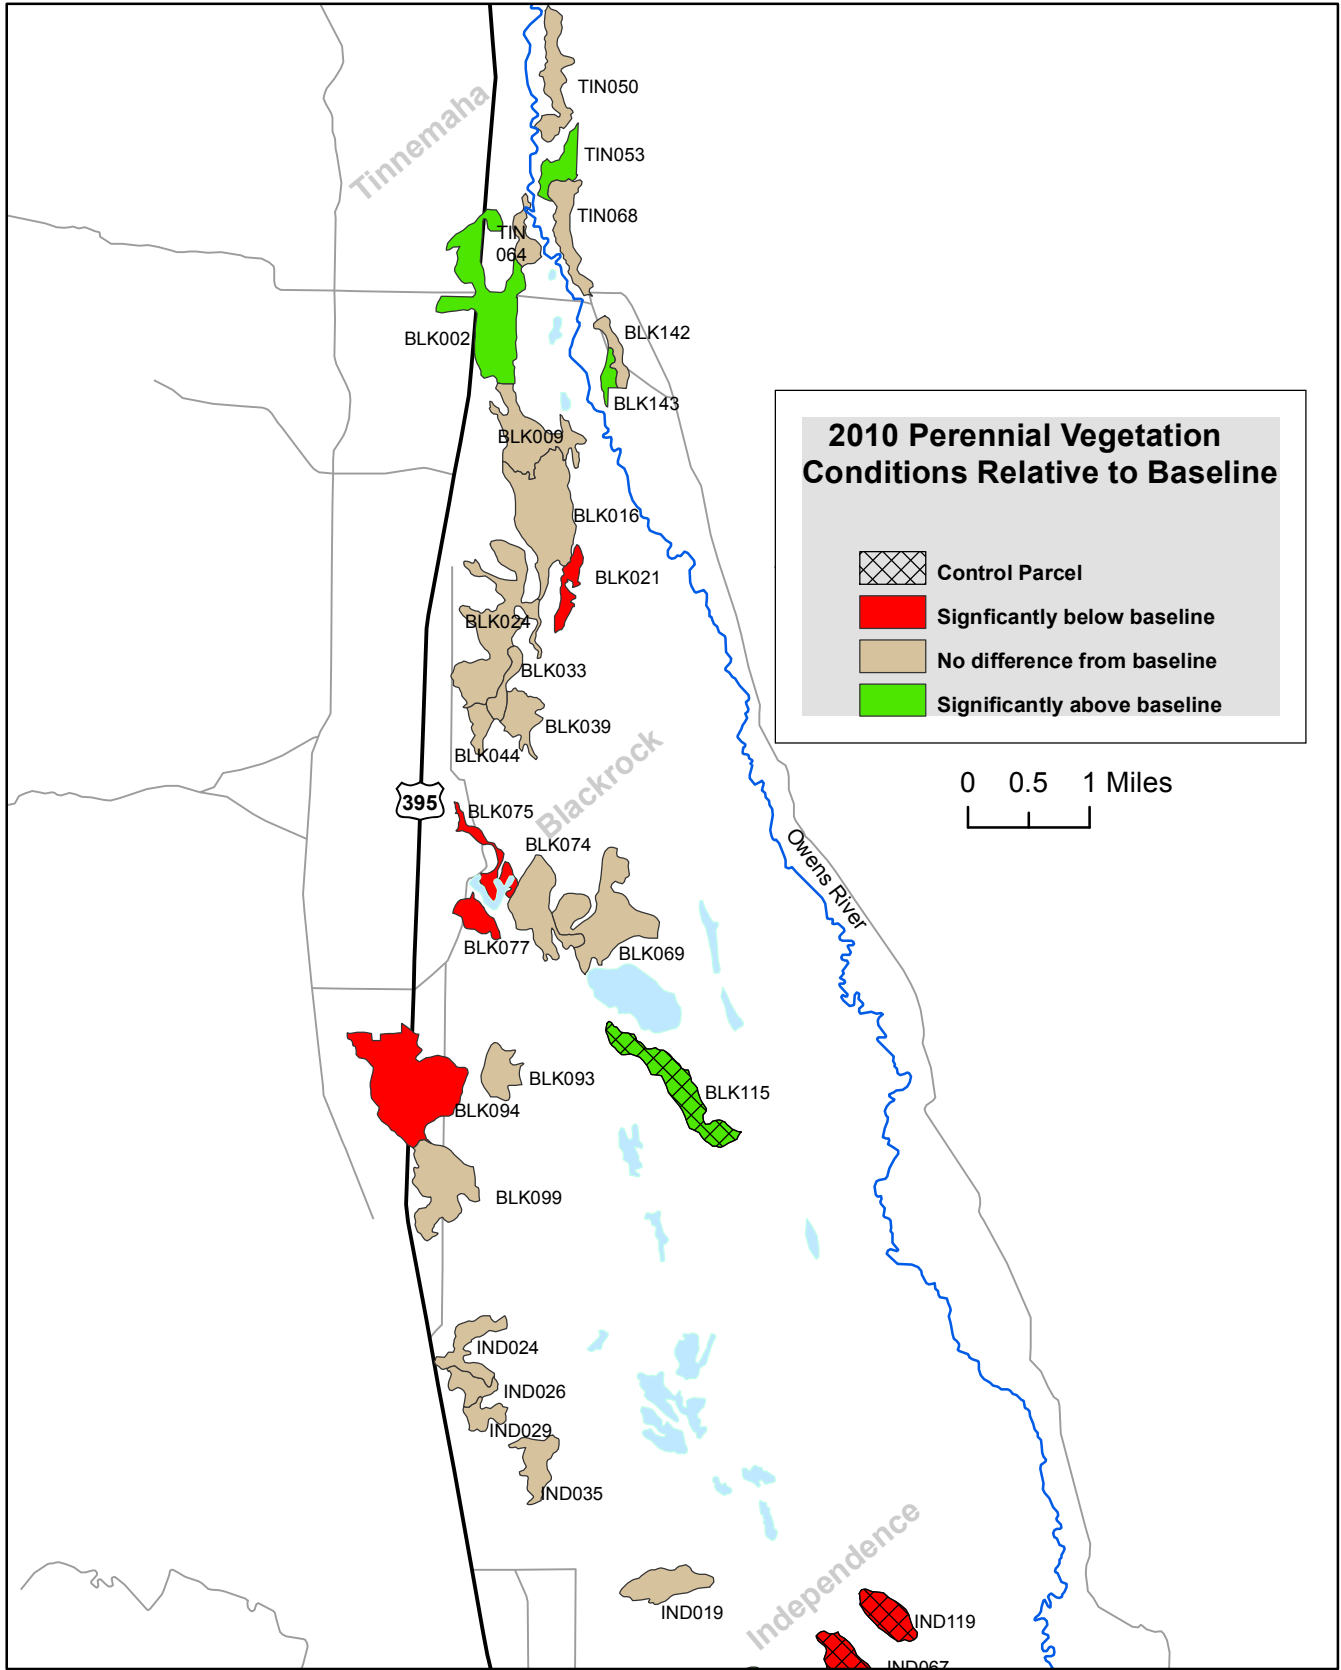 TIN050
Tinnemaha
TIN053
TIN068
TIN
064
BLK002
BLK142
BLK143
2010 Perennial Vegetation
Conditions Relative to Baseline
Control Parcel
Signficantly below baseline
No difference from baseline
Significantly above baseline
BLK009
BLK016
BLK021
BLK024
BLK033
BLK039
BLK044
0 0.5 1 Miles
395
Blackrock
BLK075
BLK074
Owens River
BLK077
BLK069
BLK093
BLK115
BLK094
BLK099
IND024
IND026
IND029
IND035
Independence
IND019
IND119
IND067